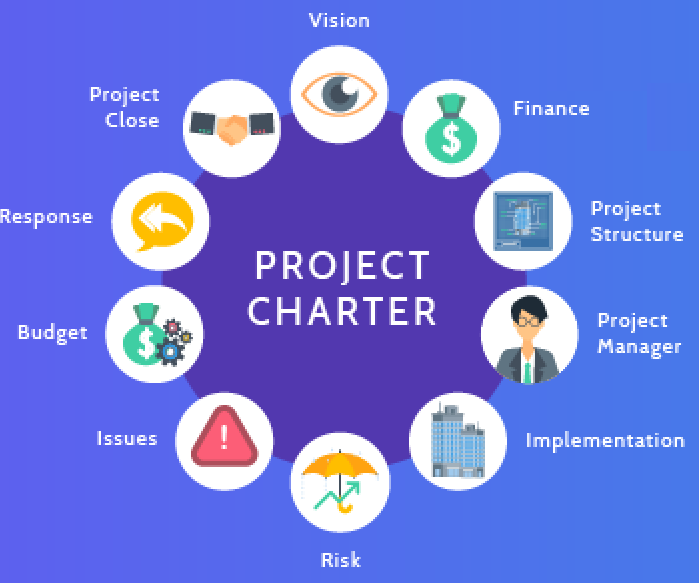 Vision
Finance
Project
Structure
Project
Manager
Implementation
Risk
Issues
Budget
Response
Project
Close
PROJECT
CHARTER
$
$
!